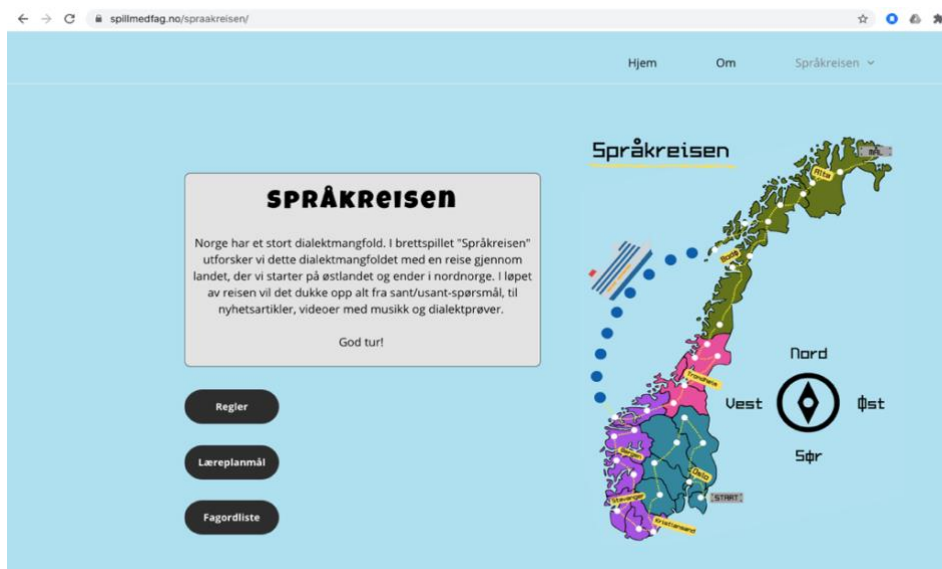 spillmedfag.no/spraakreisen/
Hjem
Om
Språkreisen
Språkreisen
SPRÅKREISEN
Norge har et stort dialektmangfold. I brettspillet "Språkreisen"
utforsker vi dette dialektmangfoldet med en reise gjennom
landet, der vi starter på østlandet og ender i nordnorge. I løpet
av reisen vil det dukke opp alt fra sant/usant-spørsmål, til
nyhetsartikler, videoer med musikk og dialektprøver.
God tur!
Regler
Læreplanmål
Fagordliste
MÅL
Alta
Bodø
Trondheim
Bergen
Oslo
START
Stavanger
Kristiansand
Nord
Vest
Øst
Sør